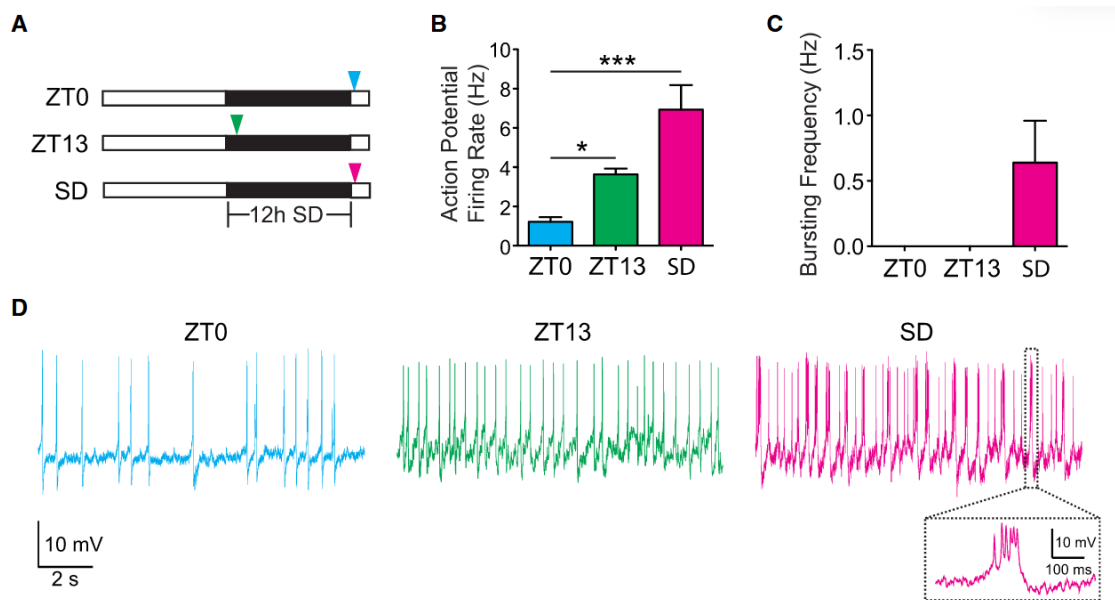 A
ZT0
ZT13
SD
12h SD
B
Action Potential
Firing Rate (Hz)
10
8
6
4
2
0
***
*
ZT0 ZT13 SD
C
Bursting Frequency (Hz)
1.5
1.0
0.5
0.0
ZT0 ZT13 SD
D
ZT0 ZT13 SD
10 mV
2 s
10 mV
100 ms